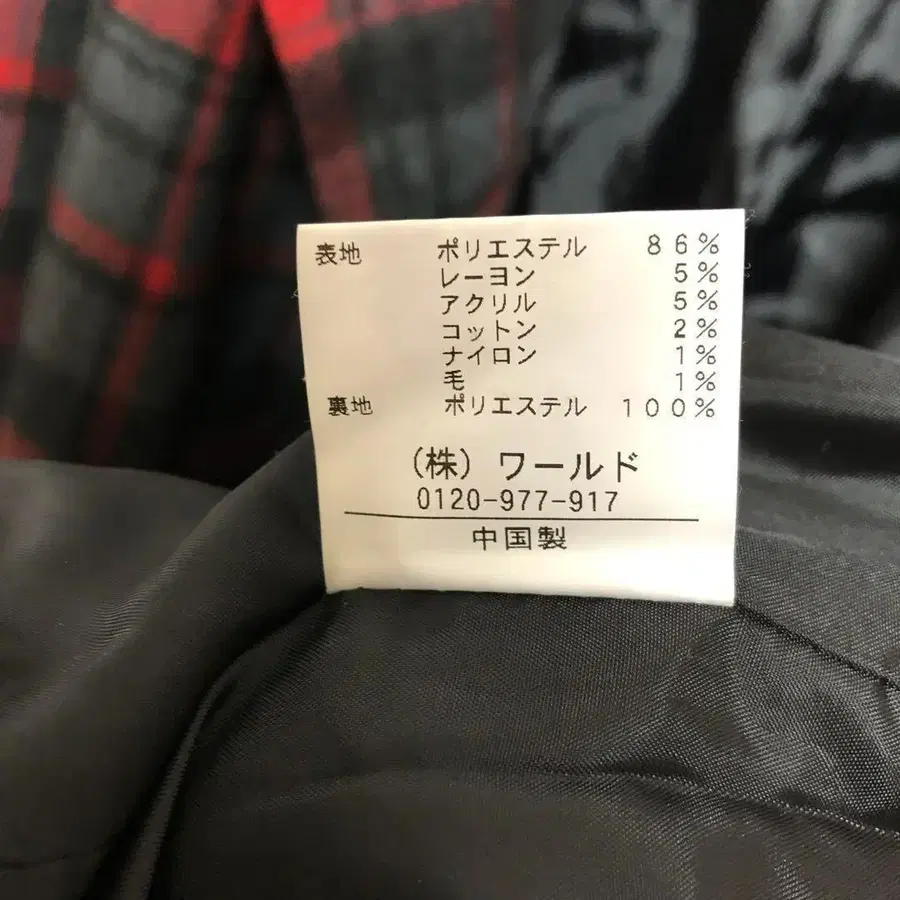 表地 ポリエステル 86%
レーヨン 5%
アクリル 5%
コットン 2%
ナイロン 1%
毛 1%
裏地 ポリエステル 100%
(株) ワールド
0120-977-917
中国製